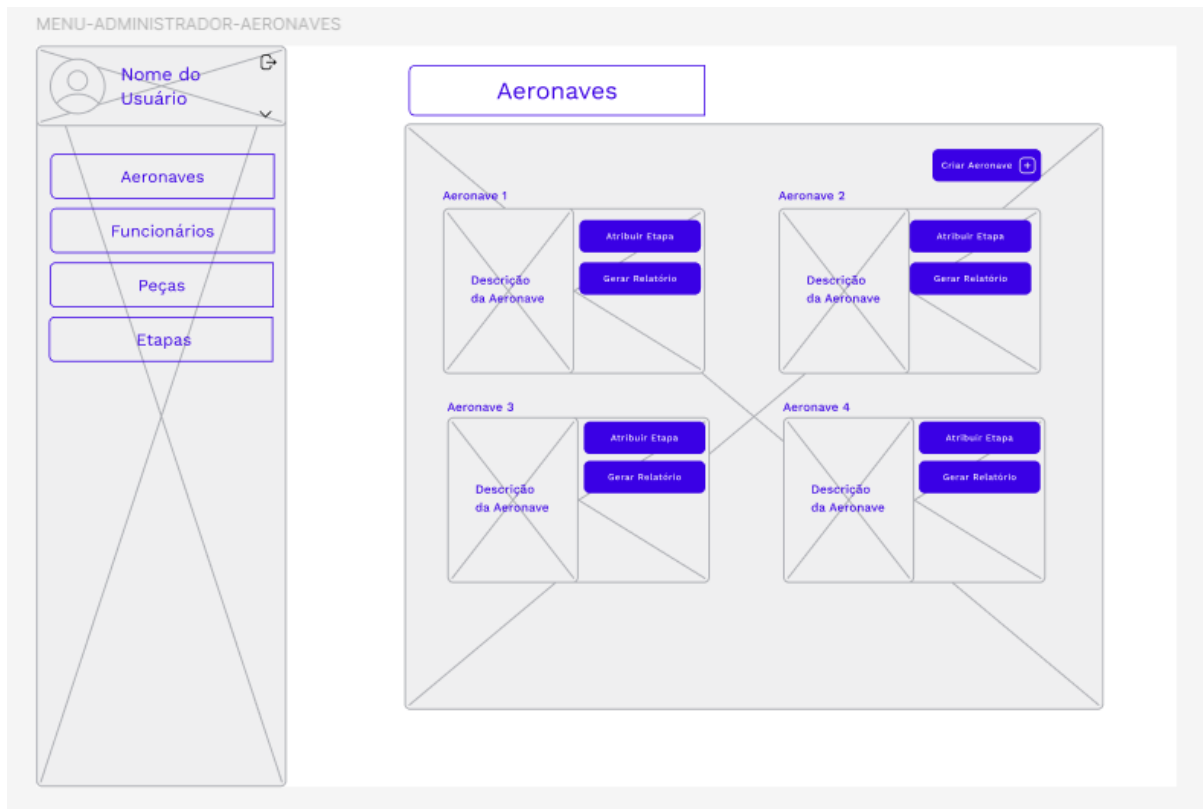 MENU-ADMINISTRADOR-AERONAVES
Nome do
Usuário
Aeronaves
Funcionários
Peças
Etapas
Aeronaves
Criar Aeronave
Aeronave 1
Descrição
da Aeronave
Atribuir Etapa
Gerar Relatório
Aeronave 2
Descrição
da Aeronave
Atribuir Etapa
Gerar Relatório
Aeronave 3
Descrição
da Aeronave
Atribuir Etapa
Gerar Relatório
Aeronave 4
Descrição
da Aeronave
Atribuir Etapa
Gerar Relatório